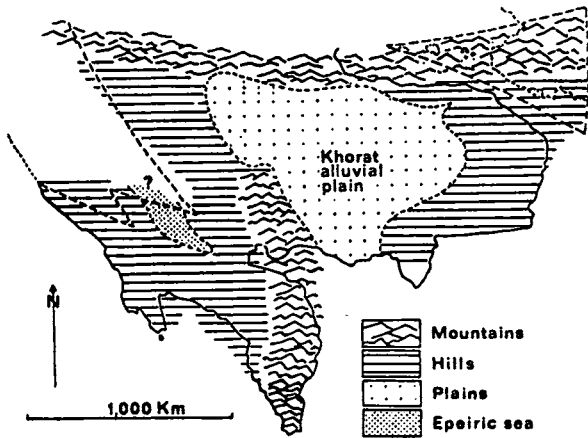 Khorat
alluvial
plain
?
N
1,000 Km
Mountains
Hills
Plains
Epeiric sea